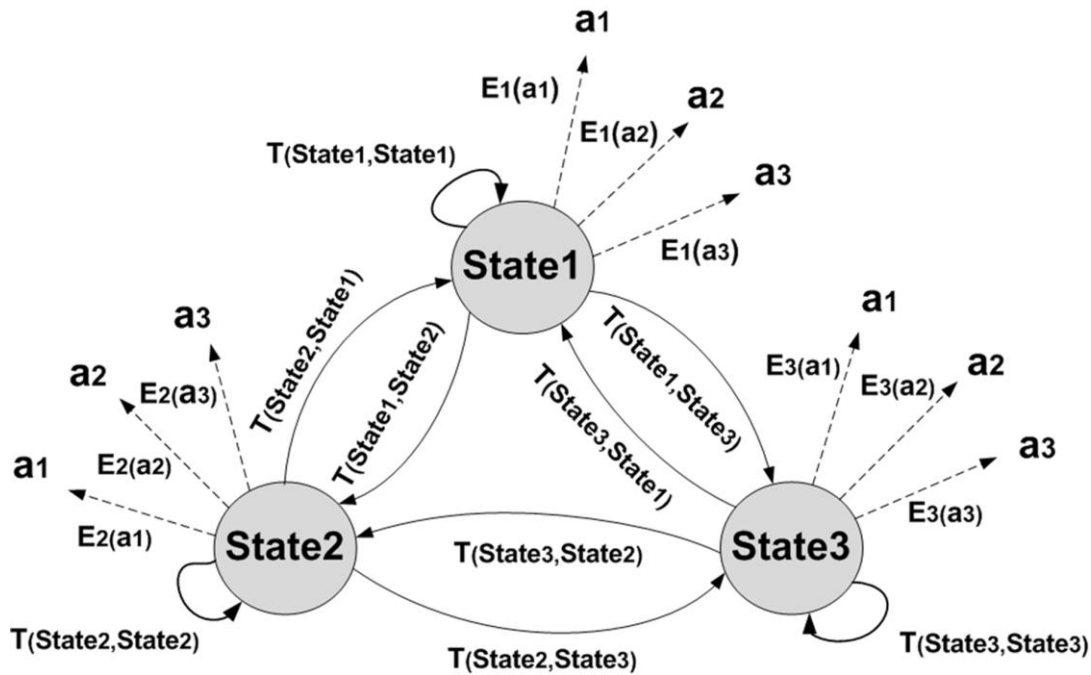 a1
E1(a1)
a2
E1(a2)
T(State1,State1)
a3
E1(a3)
State1
T(State2,State1)
T(State1,State2)
T(State1,State3)
T(State3,State1)
a3
a2
E2(a3)
a1
E2(a2)
E2(a1)
State2
T(State2,State2)
a1
E3(a1)
a2
E3(a2)
a3
E3(a3)
State3
T(State3,State2)
T(State2,State3)
T(State3,State3)